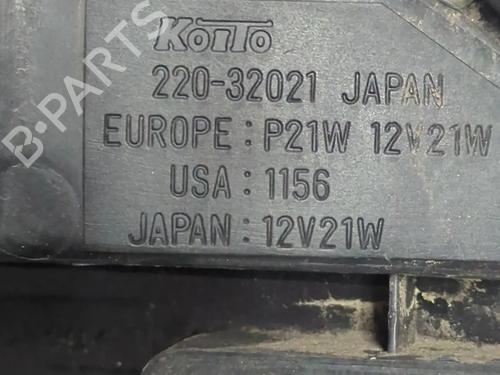 KOITO
220-32021 JAPAN
EUROPE: P21W 12V21W
USA: 1156
JAPAN: 12V21W
B-PARTS